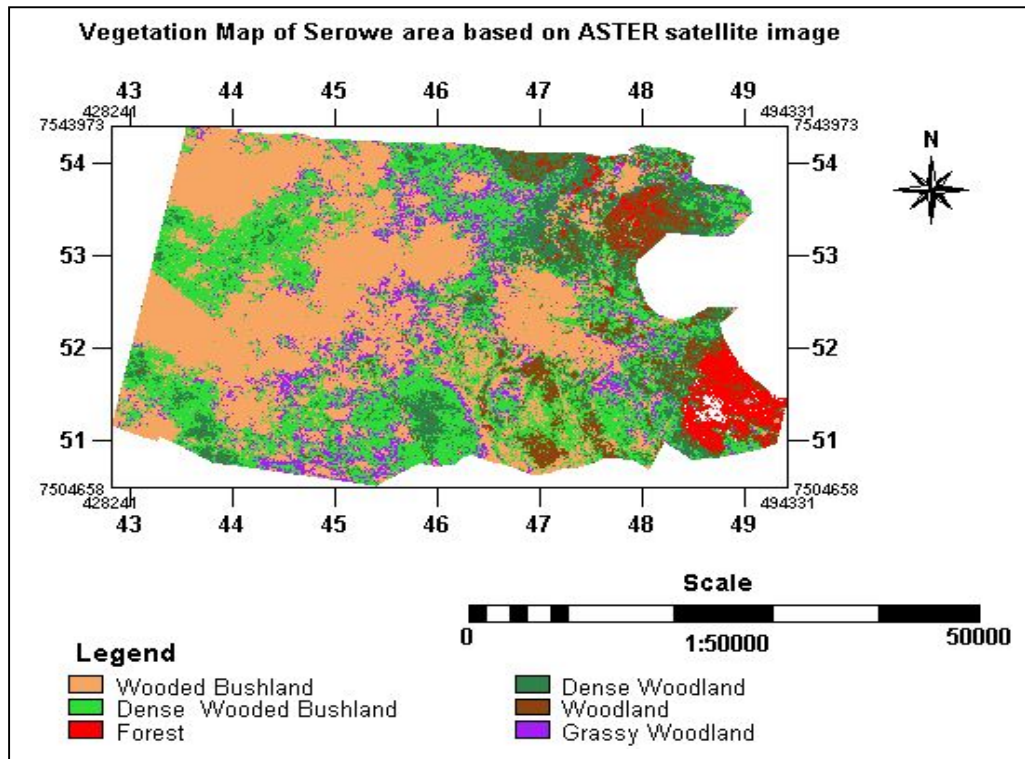 Vegetation Map of Serowe area based on ASTER satellite image
43 44 45 46 47 48 49
428241 494331
7543973 7543973
N
54 54
53 53
52 52
51 51
7504658 7504658
428241 494331
43 44 45 46 47 48 49
Scale
0 1:50000 50000
Legend
Wooded Bushland
Dense Wooded Bushland
Forest
Dense Woodland
Woodland
Grassy Woodland